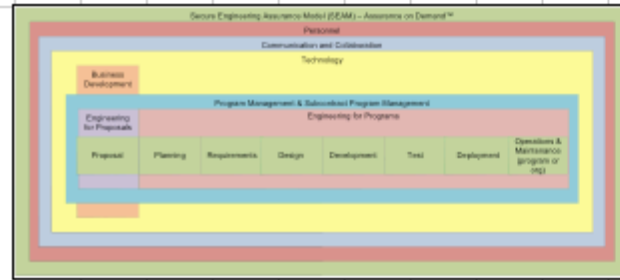 Secure Engineering Assurance Model (SEAM) – Assurance on Demand™
Personnel
Communication and Collaboration
Technology
Business
Development
Program Management & Subcontract Program Management
Engineering
for Proposals
Engineering for Programs
Proposal
Planning
Requirements
Design
Development
Test
Deployment
Operations &
Maintenance
(program or
org)